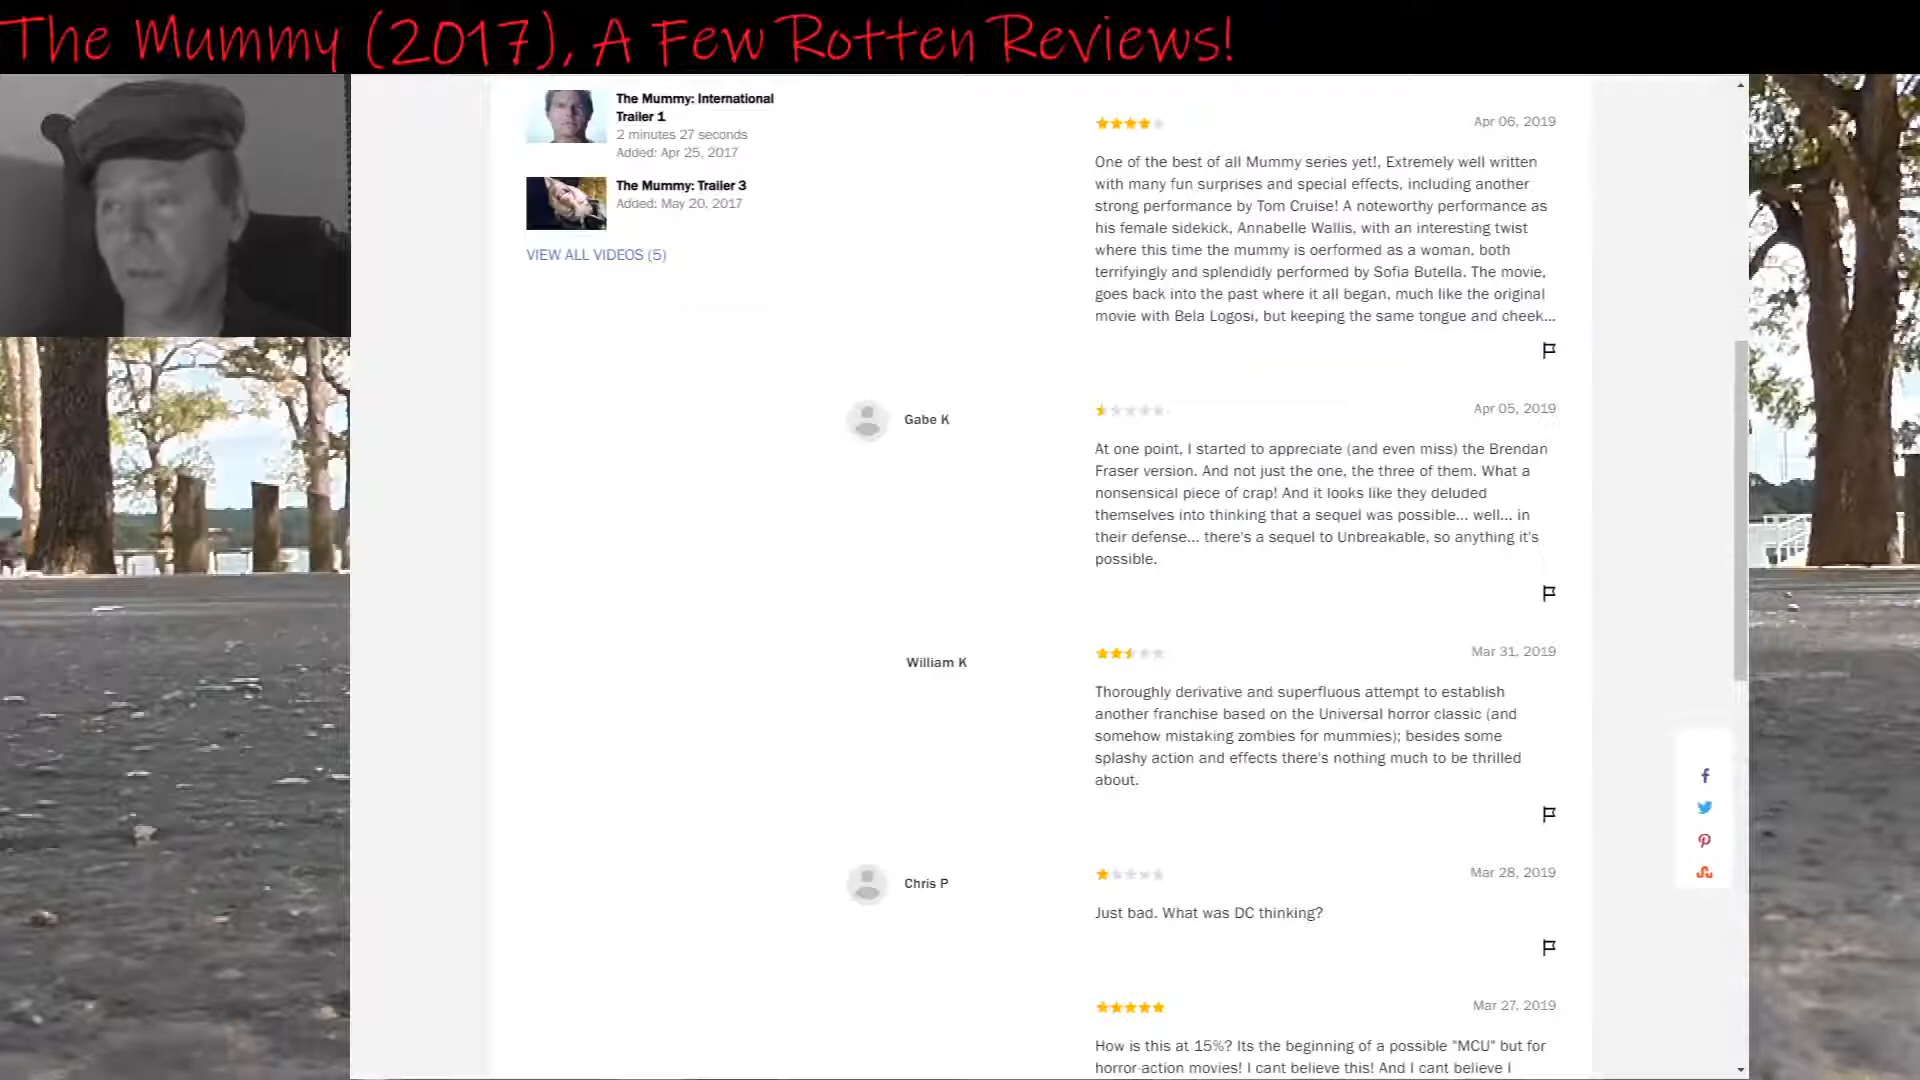 The Mummy (2017), A Few Rotten Reviews!
The Mummy: International
Trailer 1
2 minutes 27 seconds
Added: Apr 25, 2017
The Mummy: Trailer 3
Added: May 20, 2017
VIEW ALL VIDEOS (5)
Apr 06, 2019
One of the best of all Mummy series yet!, Extremely well written
with many fun surprises and special effects, including another
strong performance by Tom Cruise! A noteworthy performance as
his female sidekick, Annabelle Wallis, with an interesting twist
where this time the mummy is oerformed as a woman, both
terrifyingly and splendidly performed by Sofia Butella. The movie,
goes back into the past where it all began, much like the original
movie with Bela Logosi, but keeping the same tongue and cheek...
Gabe K
Apr 05, 2019
At one point, I started to appreciate (and even miss) the Brendan
Fraser version. And not just the one, the three of them. What a
nonsensical piece of crap! And it looks like they deluded
themselves into thinking that a sequel was possible... well... in
their defense... there's a sequel to Unbreakable, so anything it's
possible.
William K
Mar 31, 2019
Thoroughly derivative and superfluous attempt to establish
another franchise based on the Universal horror classic (and
somehow mistaking zombies for mummies); besides some
splashy action and effects there's nothing much to be thrilled
about.
Chris P
Mar 28, 2019
Just bad. What was DC thinking?
Mar 27, 2019
How is this at 15%? Its the beginning of a possible "MCU" but for
horror-action movies! I cant believe this! And I cant believe I